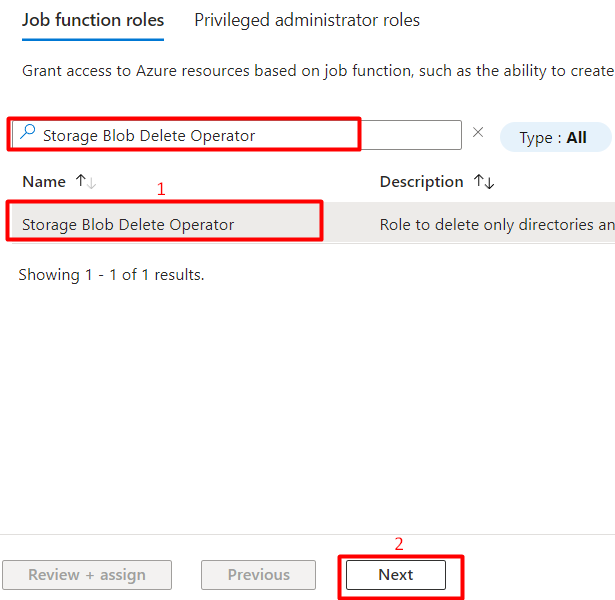 Job function roles Privileged administrator roles
Grant access to Azure resources based on job function, such as the ability to create
Storage Blob Delete Operator × Type : All
Name ↑↓ Description ↑↓
1
Storage Blob Delete Operator Role to delete only directories an
Showing 1 - 1 of 1 results.
2
Review + assign Previous Next